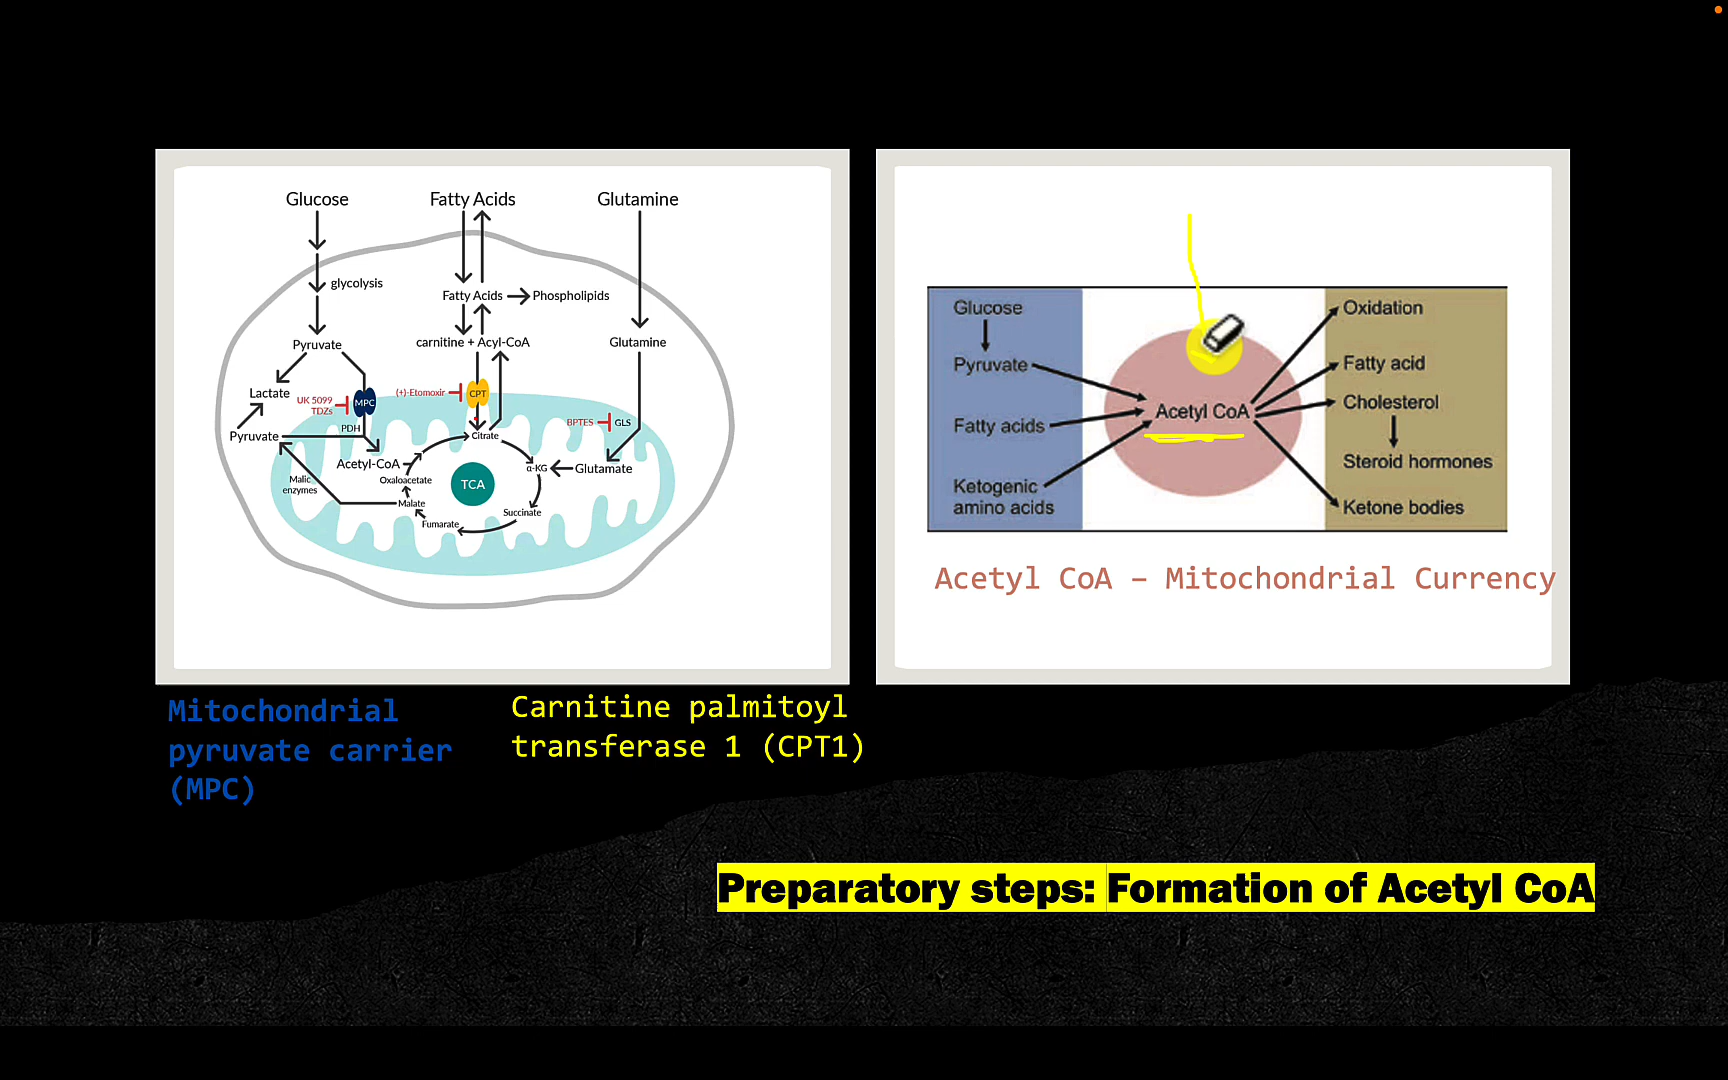 Glucose
Fatty Acids
Glutamine
glycolysis
Fatty Acids
Phospholipids
Pyruvate
carnitine + Acyl-CoA
Glutamine
Lactate
UK 5099
TDZs
MPC
(+)-Etomoxir
CPT
BPTES
GLS
Pyruvate
PDH
Citrate
Acetyl-CoA
α-KG
Glutamate
Oxaloacetate
Malic
enzymes
TCA
Malate
Succinate
Fumarate
Glucose
Pyruvate
Fatty acids
Ketogenic
amino acids
Acetyl CoA
Oxidation
Fatty acid
Cholesterol
Steroid hormones
Ketone bodies
Acetyl CoA – Mitochondrial Currency
Mitochondrial
pyruvate carrier
(MPC)
Carnitine palmitoyl
transferase 1 (CPT1)
Preparatory steps: Formation of Acetyl CoA